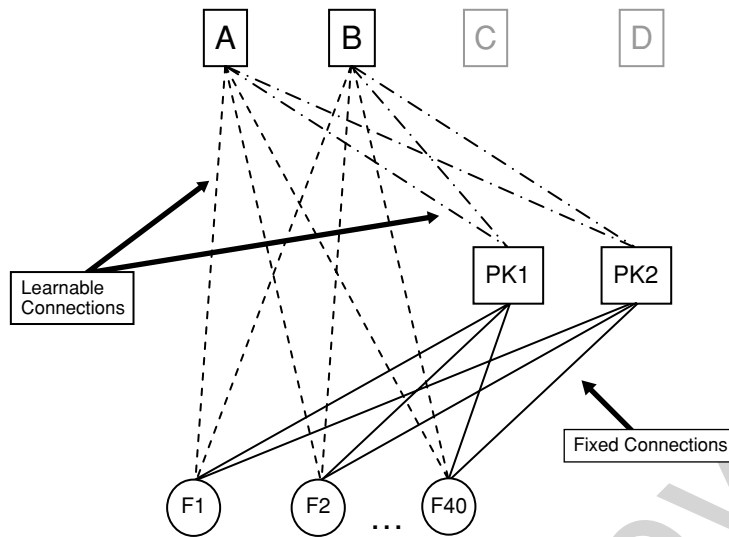 A B C D
PK1 PK2
Learnable
Connections
Fixed Connections
F1 F2 ... F40